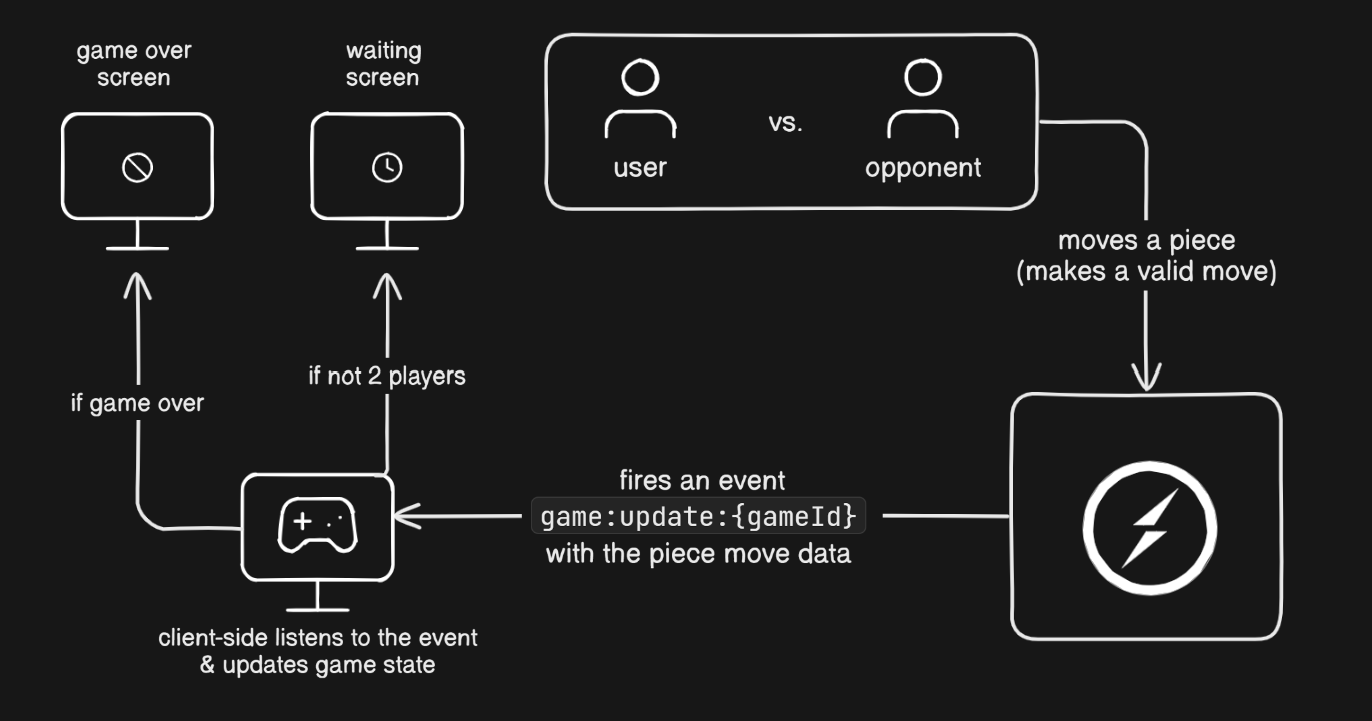 game over
screen
waiting
screen
user
vs.
opponent
moves a piece
(makes a valid move)
if not 2 players
if game over
fires an event
game:update:{gameId}
with the piece move data
client-side listens to the event
& updates game state